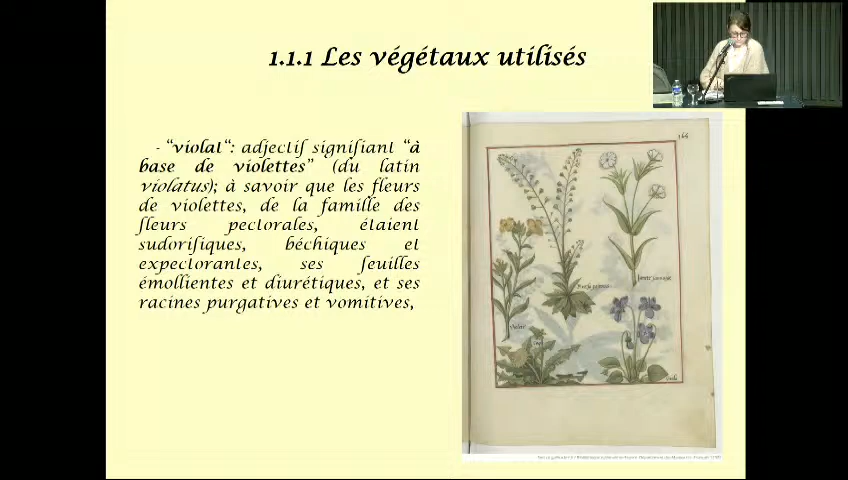 1.1.1 Les végétaux utilisés
- "violat": adjectif signifiant "à
base de violettes" (du latin
violatus); à savoir que les fleurs
de violettes, de la famille des
fleurs pectorales, étaient
sudorifiques, béchiques et
expectorantes, ses feuilles
émollientes et diurétiques, et ses
racines purgatives et vomitives,
166